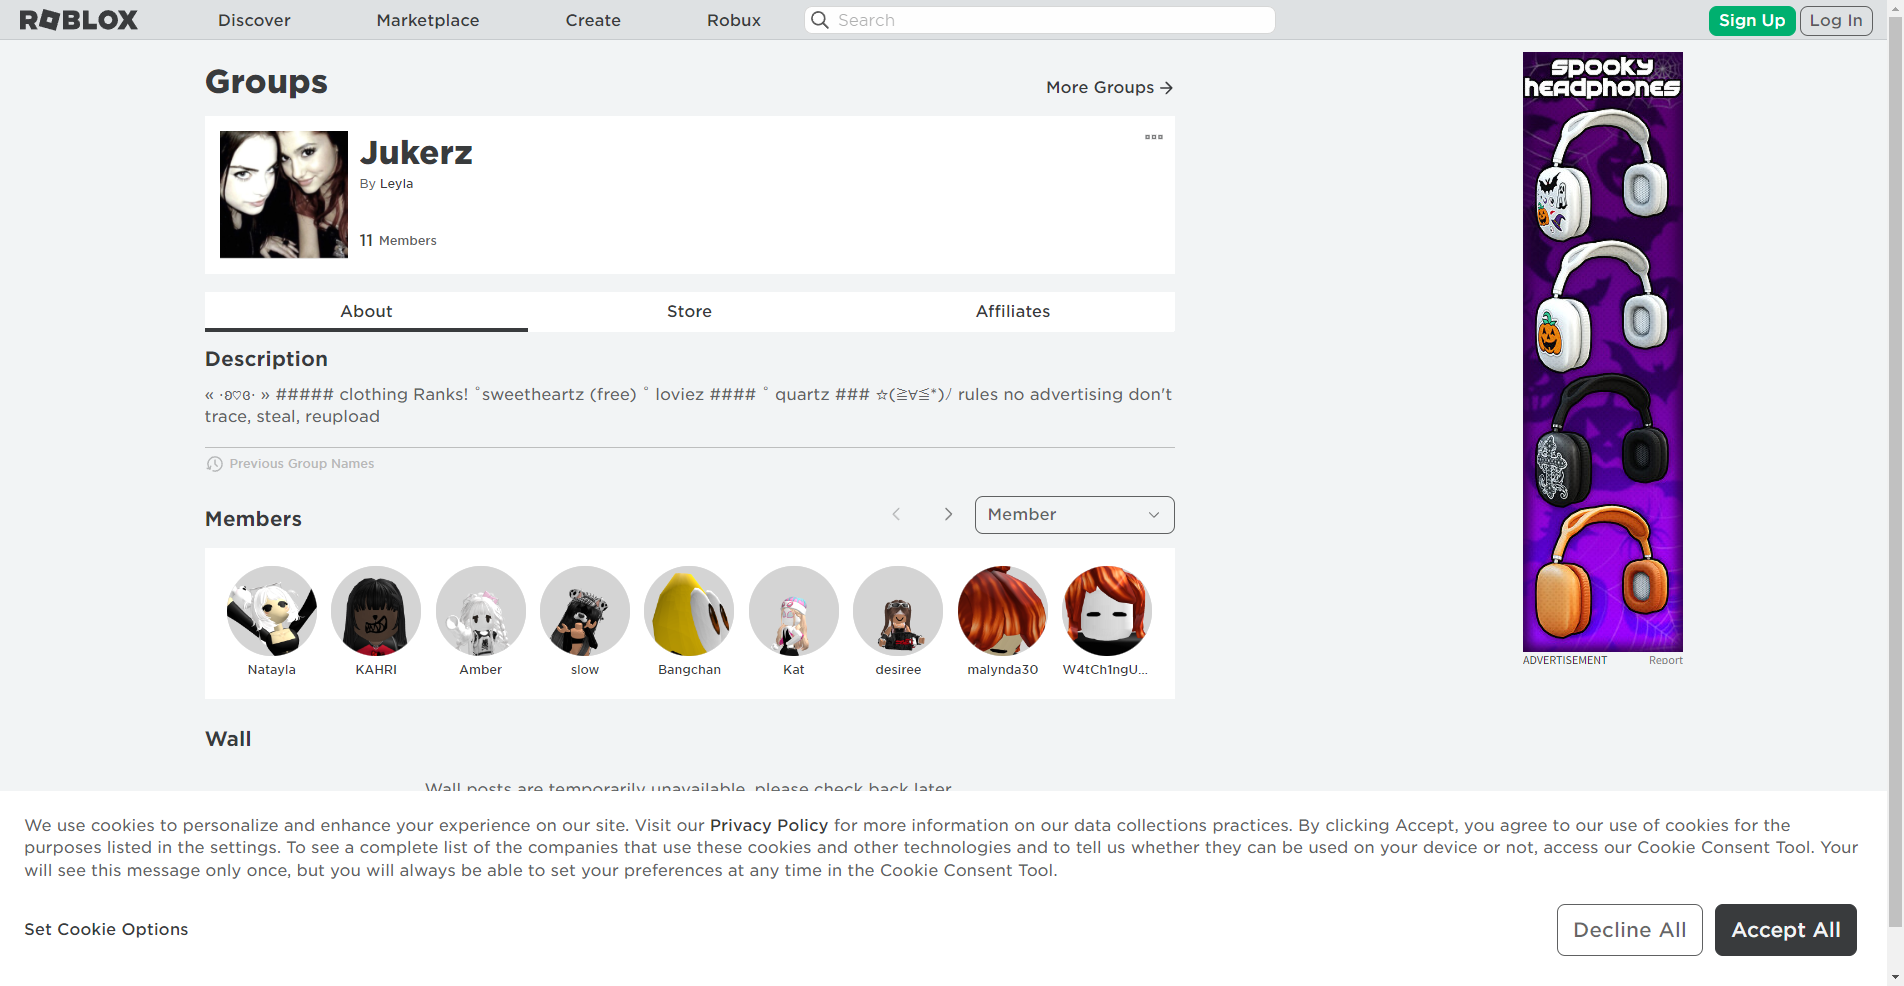 ROBLOX Discover Marketplace Create Robux Search Sign Up Log In
Groups
More Groups →
Jukerz
By Leyla
11 Members
About Store Affiliates
Description
« ·ʚ♡ɞ· » ##### clothing Ranks! ˚sweetheartz (free) ˚ loviez #### ˚ quartz ### ☆(≧∀≦*)/ rules no advertising don't
trace, steal, reupload
Previous Group Names
Members
Member
Natayla KAHRI Amber slow Bangchan Kat desiree malynda30 W4tCh1ngU...
Wall
Wall posts are temporarily unavailable, please check back later.
spooky
headphones
ADVERTISEMENT Report
We use cookies to personalize and enhance your experience on our site. Visit our Privacy Policy for more information on our data collections practices. By clicking Accept, you agree to our use of cookies for the
purposes listed in the settings. To see a complete list of the companies that use these cookies and other technologies and to tell us whether they can be used on your device or not, access our Cookie Consent Tool. Your
will see this message only once, but you will always be able to set your preferences at any time in the Cookie Consent Tool.
Set Cookie Options
Decline All
Accept All